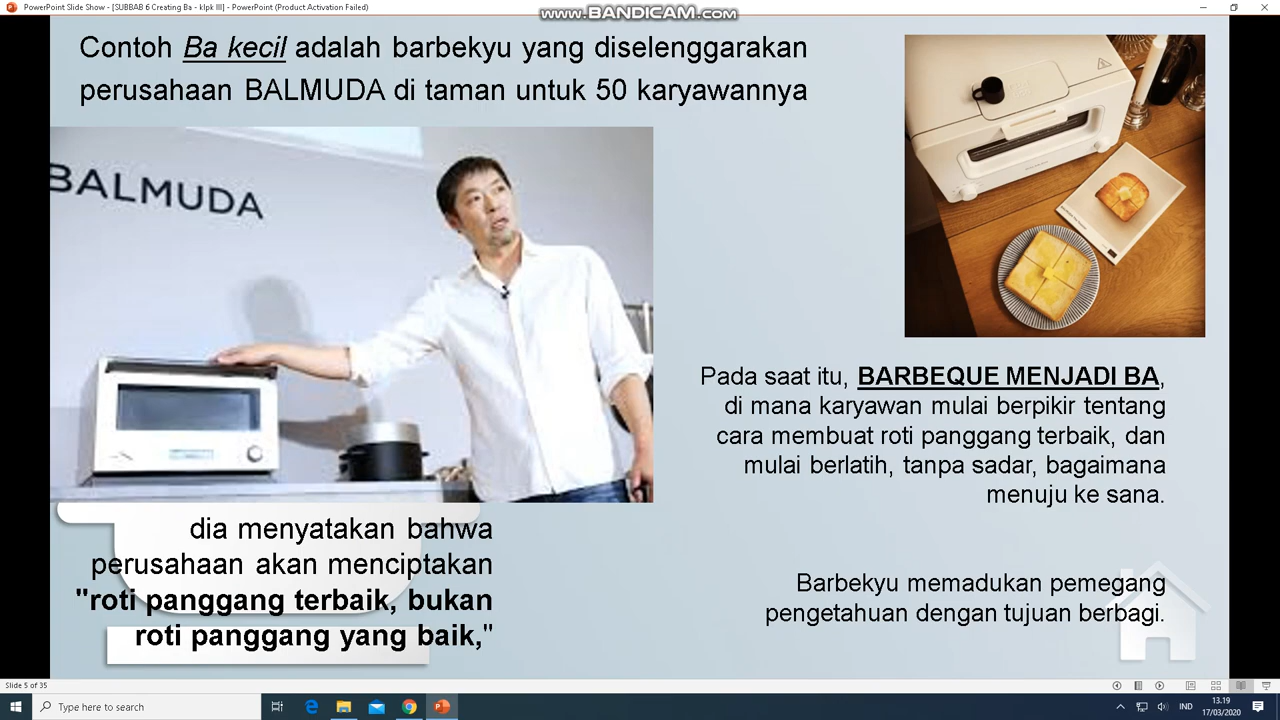 PowerPoint Slide Show - [SUBBAB 6 Creating Ba - klpk III] - PowerPoint (Product Activation Failed)
www.BANDICAM.com
Contoh Ba kecil adalah barbekyu yang diselenggarakan
perusahaan BALMUDA di taman untuk 50 karyawannya
BALMUDA
Pada saat itu, BARBEQUE MENJADI BA,
di mana karyawan mulai berpikir tentang
cara membuat roti panggang terbaik, dan
mulai berlatih, tanpa sadar, bagaimana
menuju ke sana.
dia menyatakan bahwa
perusahaan akan menciptakan
"roti panggang terbaik, bukan
roti panggang yang baik,"
Barbekyu memadukan pemegang
pengetahuan dengan tujuan berbagi.
Slide 5 of 35
Type here to search
IND
13.19
17/03/2020